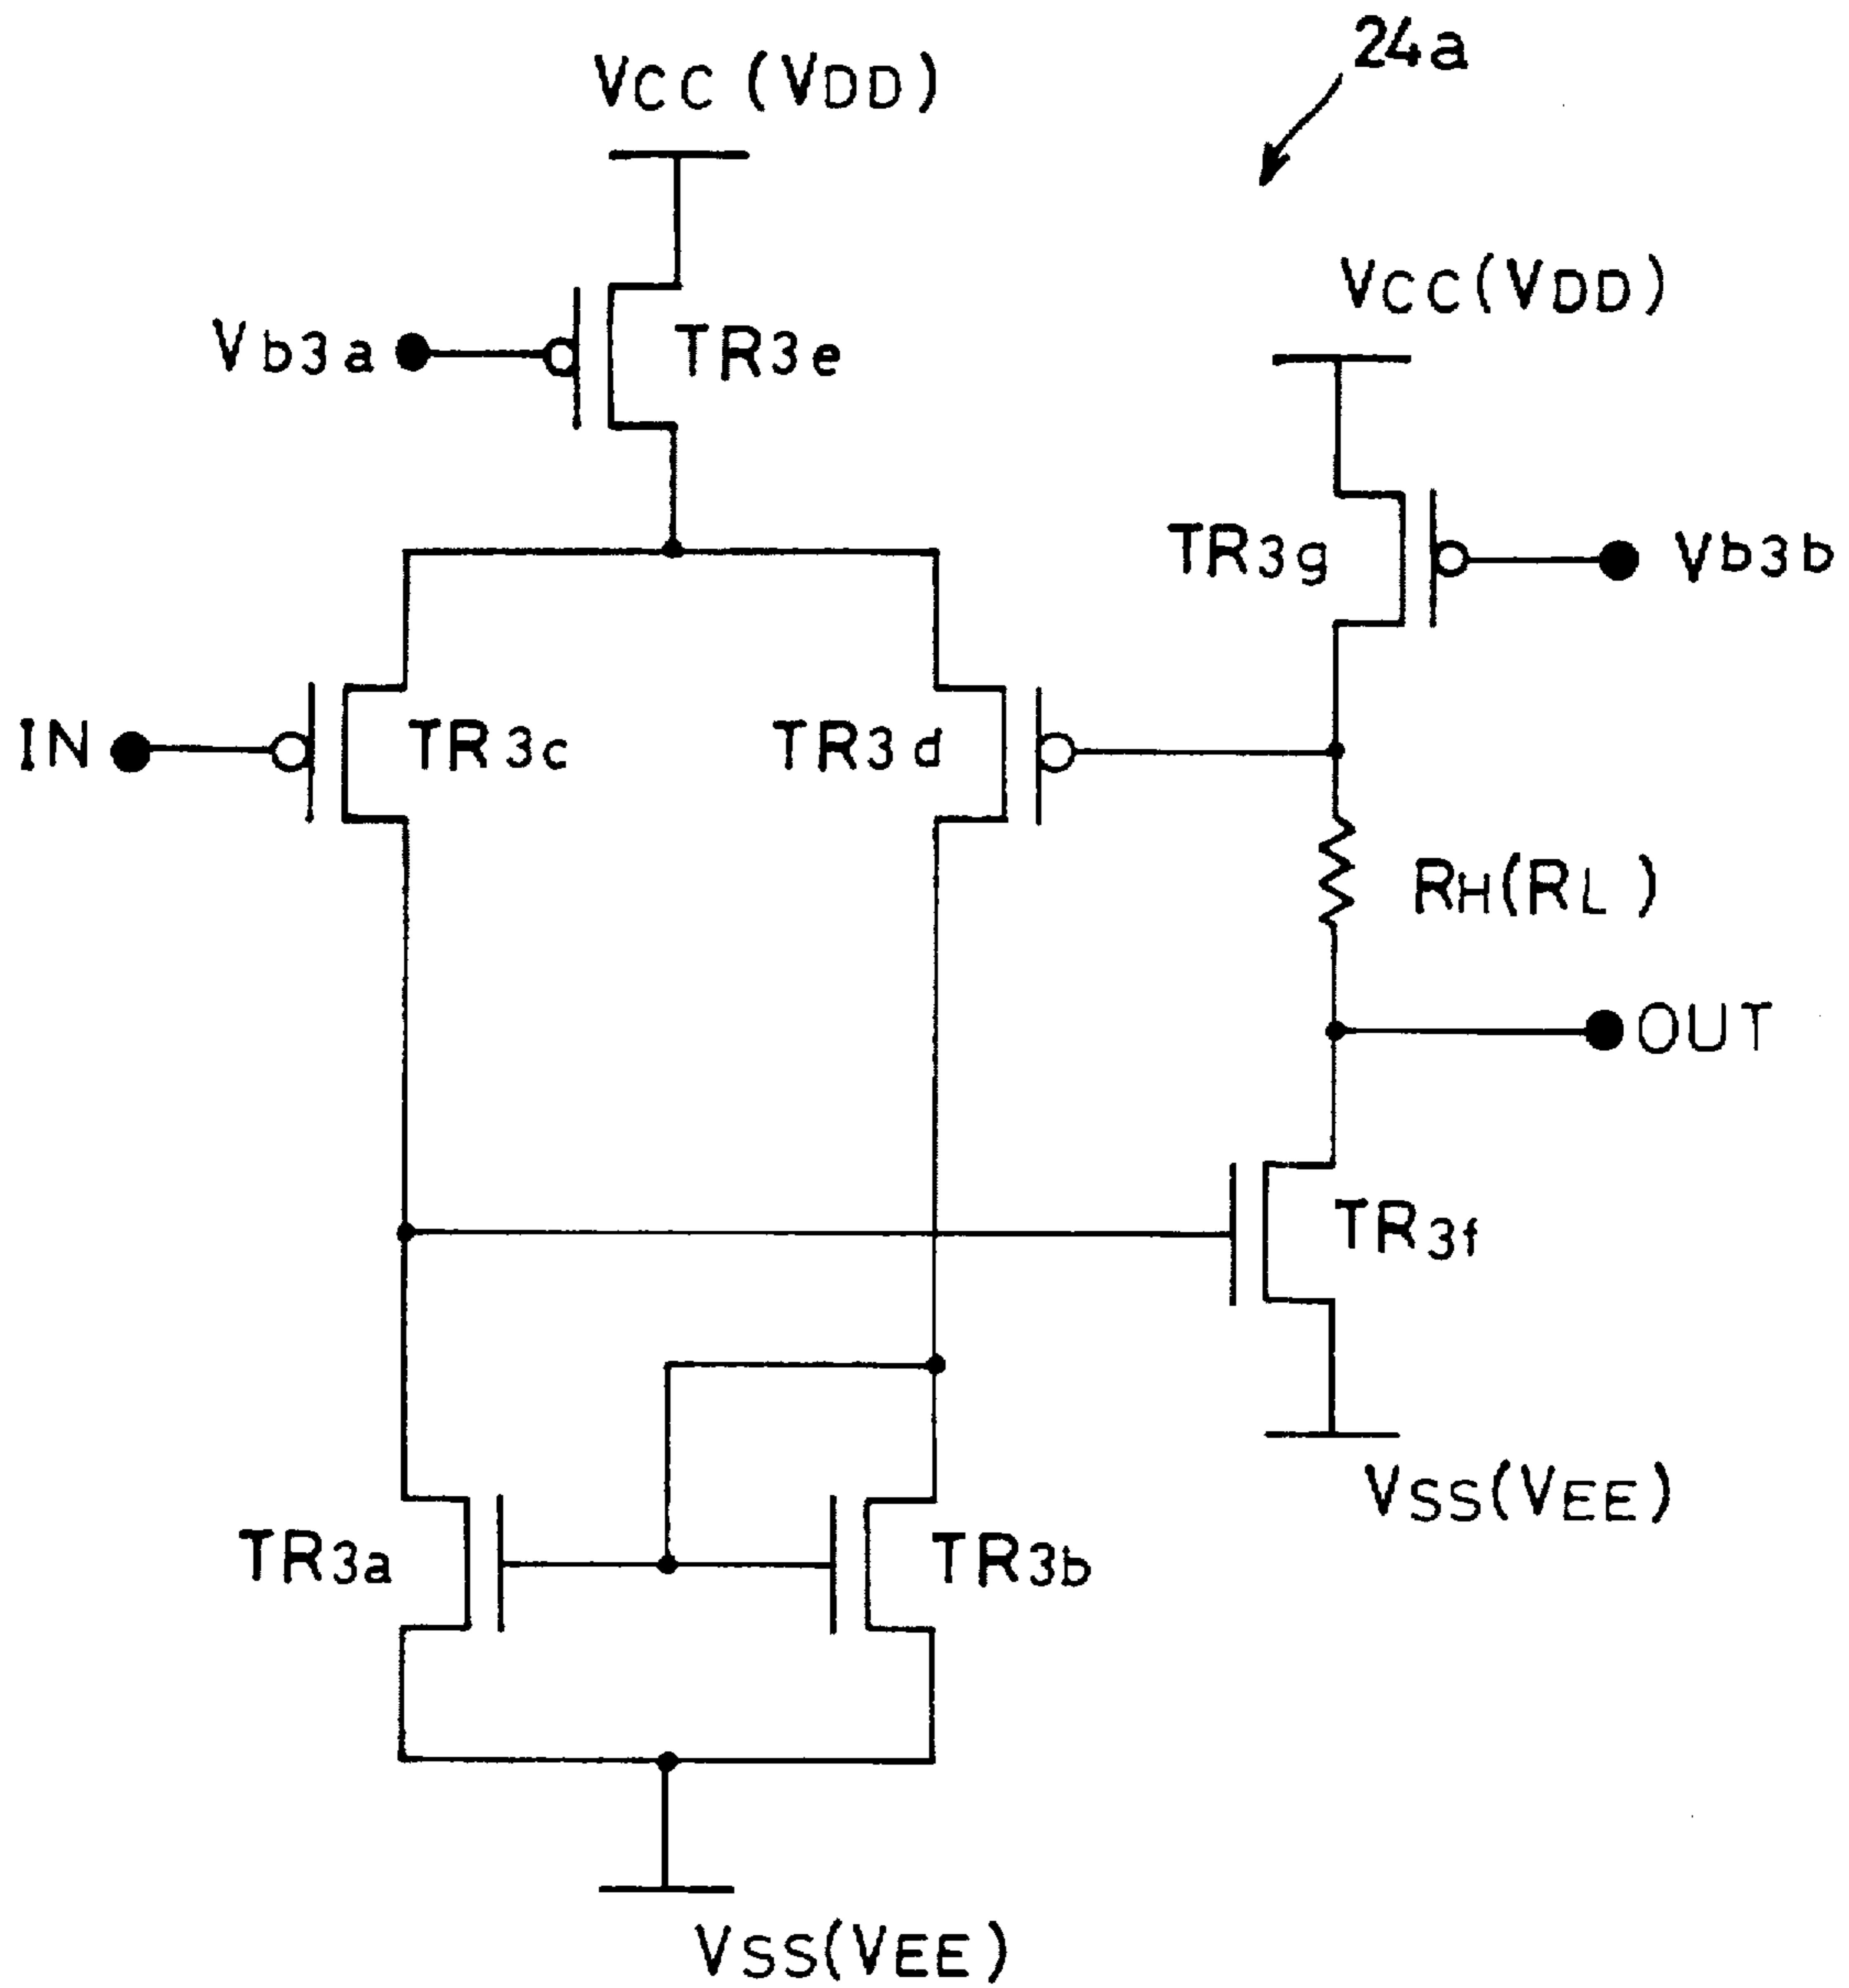 24a
VCC (VDD)
VCC(VDD)
Vb3a
TR3e
TR3g
Vb3b
IN
TR3c
TR3d
RH(RL)
OUT
TR3f
VSS(VEE)
TR3a
TR3b
VSS(VEE)